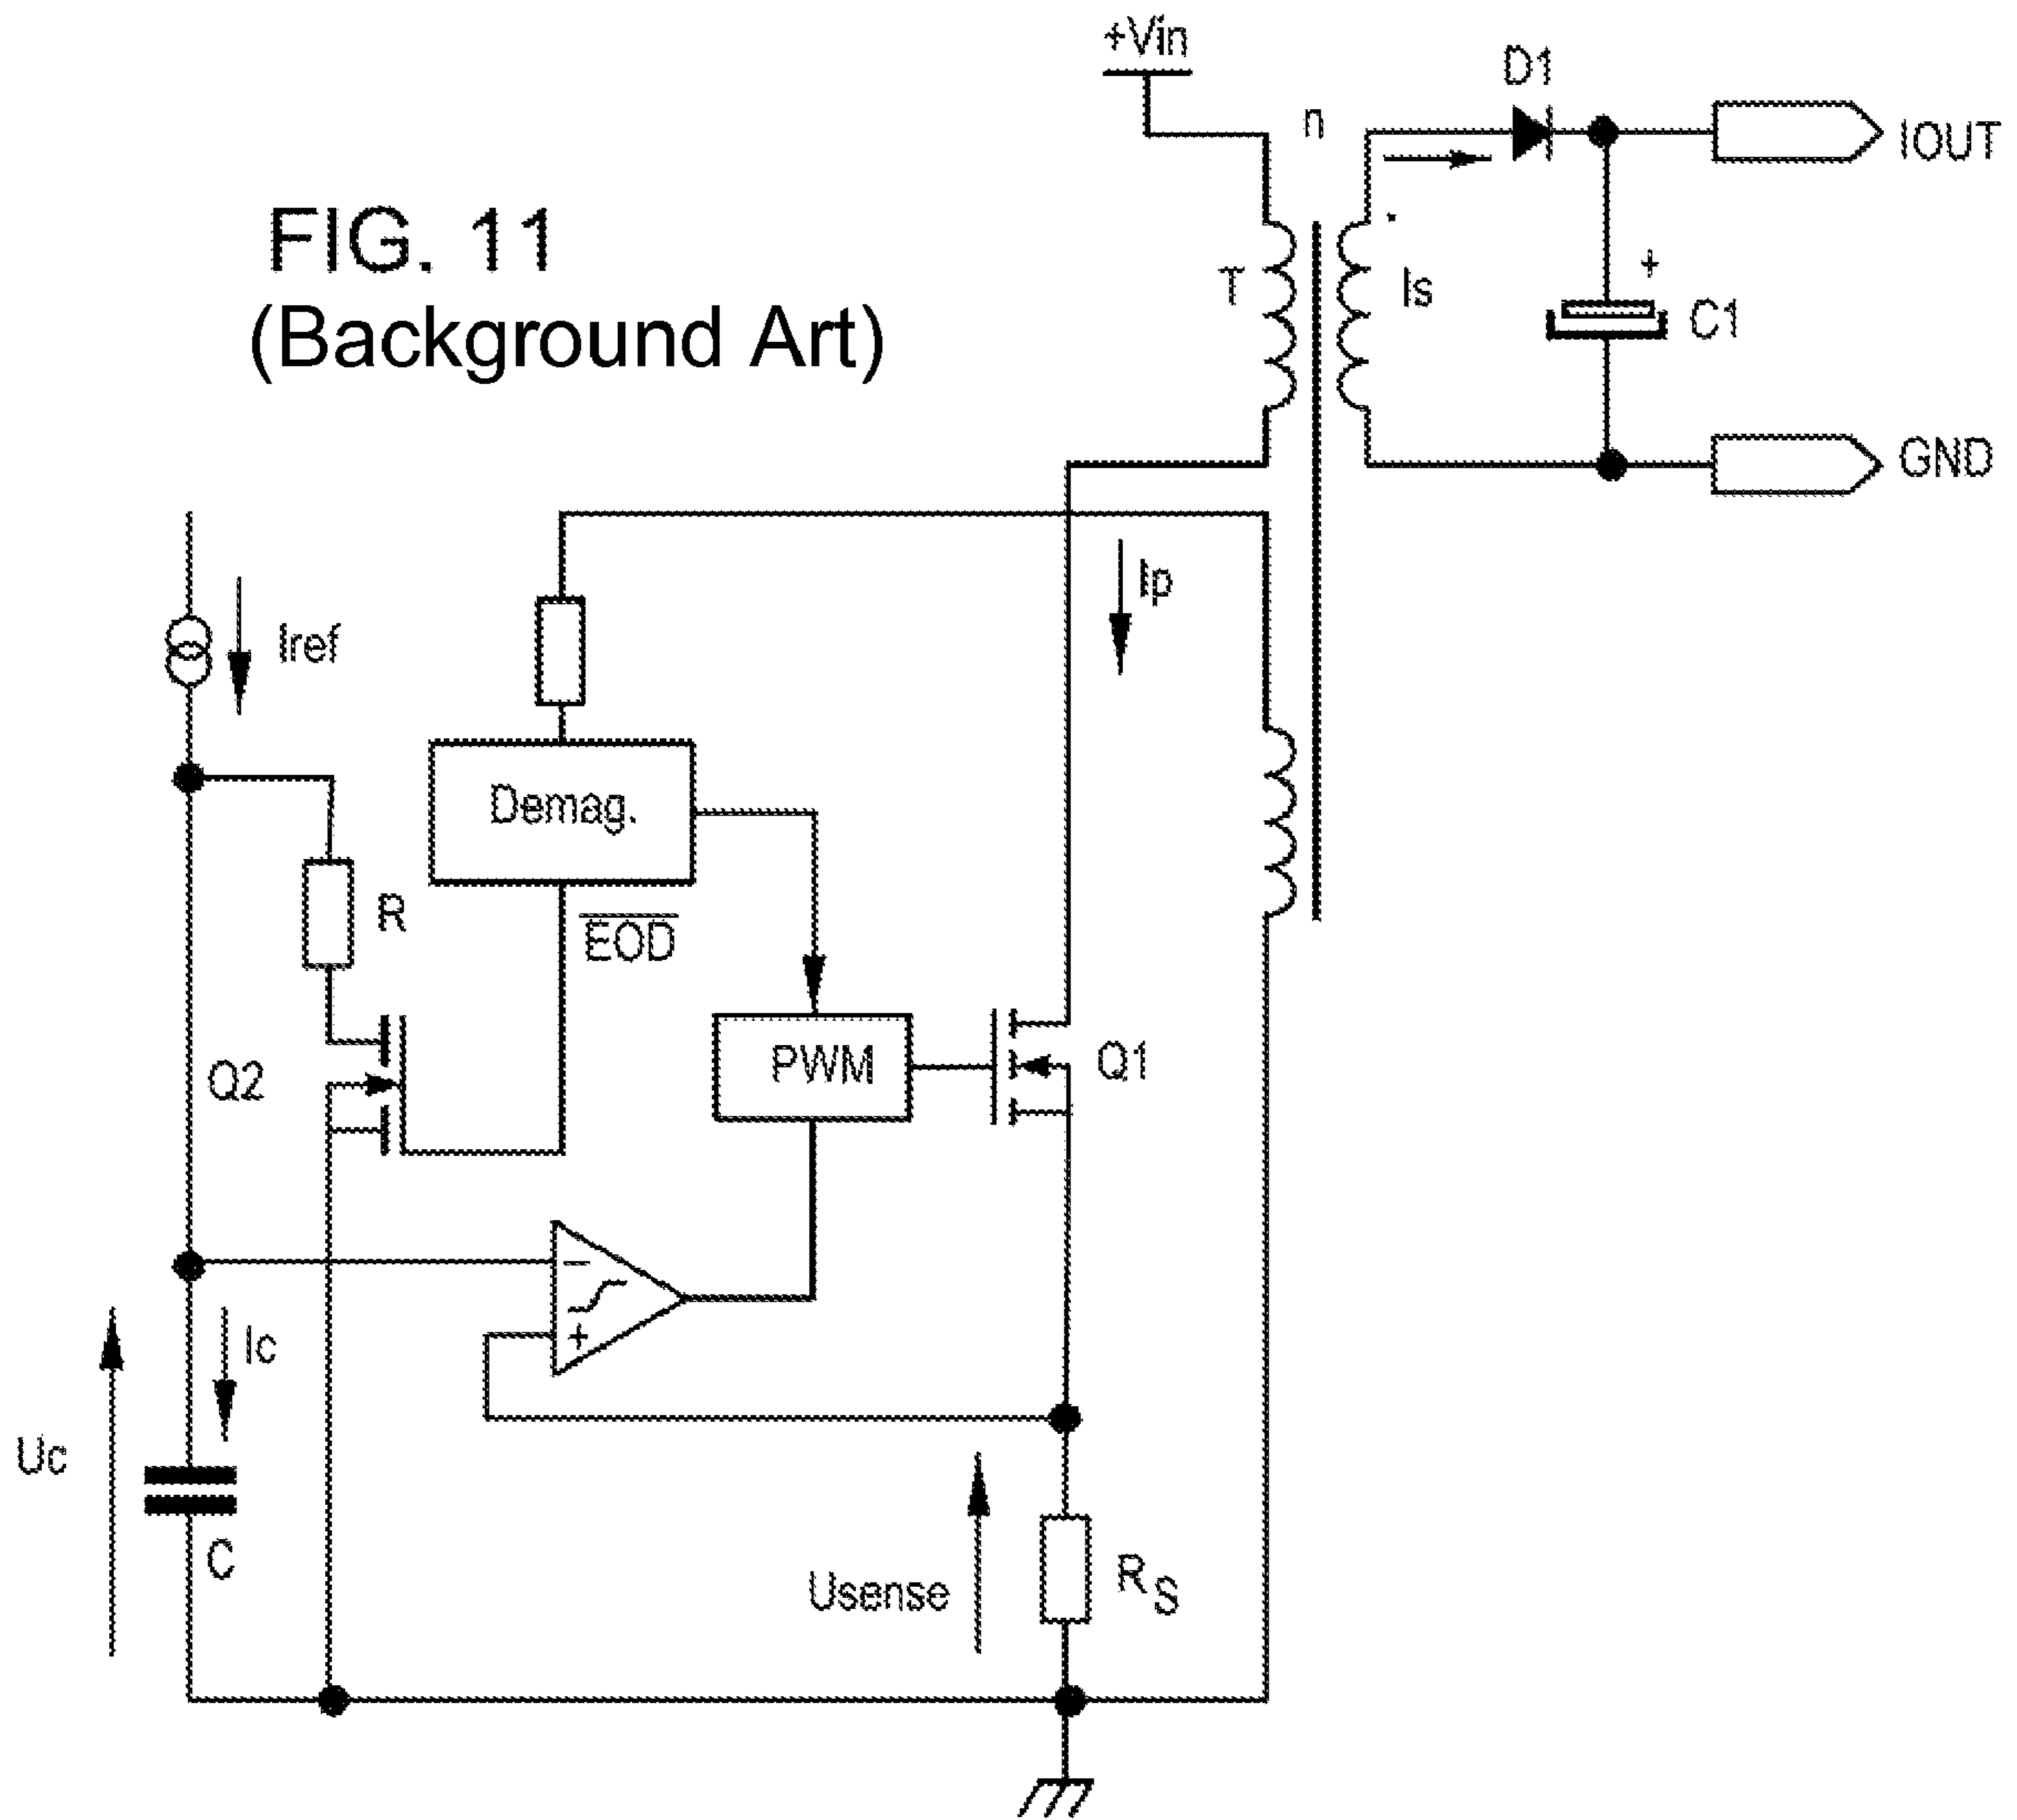 +Vin
D1
n
IOUT
FIG. 11
(Background Art)
T
Is
+
C1
GND
Ip
Iref
Demag.
R
EOD
Q2
PWM
Q1
−
+
Ic
Uc
C
Usense
RS